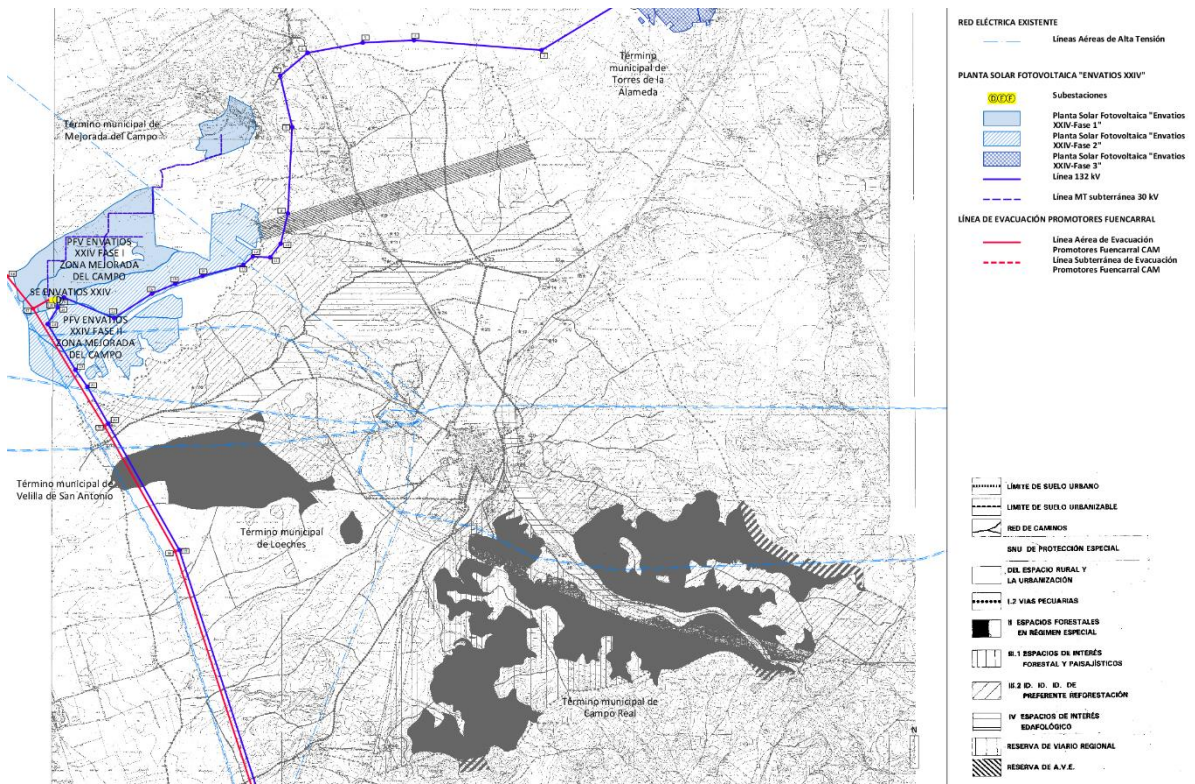 Término
municipal de
Torres de la
Alameda
Término municipal de
Mejorada del Campo
PFV ENVATIOS
XXIV FASE I
ZONA MEJORADA
DEL CAMPO
SE ENVATIOS XXIV
PFV ENVATIOS
XXIV FASE II
ZONA MEJORADA
DEL CAMPO
Término municipal de
Velilla de San Antonio
Término municipal
de Loeches
Término municipal de
Campo Real
N
RED ELÉCTRICA EXISTENTE
Líneas Aéreas de Alta Tensión
PLANTA SOLAR FOTOVOLTAICA "ENVATIOS XXIV"
Subestaciones
Planta Solar Fotovoltaica "Envatios
XXIV-Fase 1"
Planta Solar Fotovoltaica "Envatios
XXIV-Fase 2"
Planta Solar Fotovoltaica "Envatios
XXIV-Fase 3"
Línea 132 kV
Línea MT subterránea 30 kV
LÍNEA DE EVACUACIÓN PROMOTORES FUENCARRAL
Línea Aérea de Evacuación
Promotores Fuencarral CAM
Línea Subterránea de Evacuación
Promotores Fuencarral CAM
LÍMITE DE SUELO URBANO
LIMITE DE SUELO URBANIZABLE
RED DE CAMINOS
SNU DE PROTECCIÓN ESPECIAL
DEL ESPACIO RURAL Y
LA URBANIZACIÓN
I.2 VIAS PECUARIAS
II ESPACIOS FORESTALES
EN RÉGIMEN ESPECIAL
III.1 ESPACIOS DE INTERÉS
FORESTAL Y PAISAJÍSTICOS
III.2 ID. ID. ID. DE
PREFERENTE REFORESTACIÓN
IV ESPACIOS DE INTERÉS
EDAFOLÓGICO
RESERVA DE VIARIO REGIONAL
RESERVA DE A.V.E.